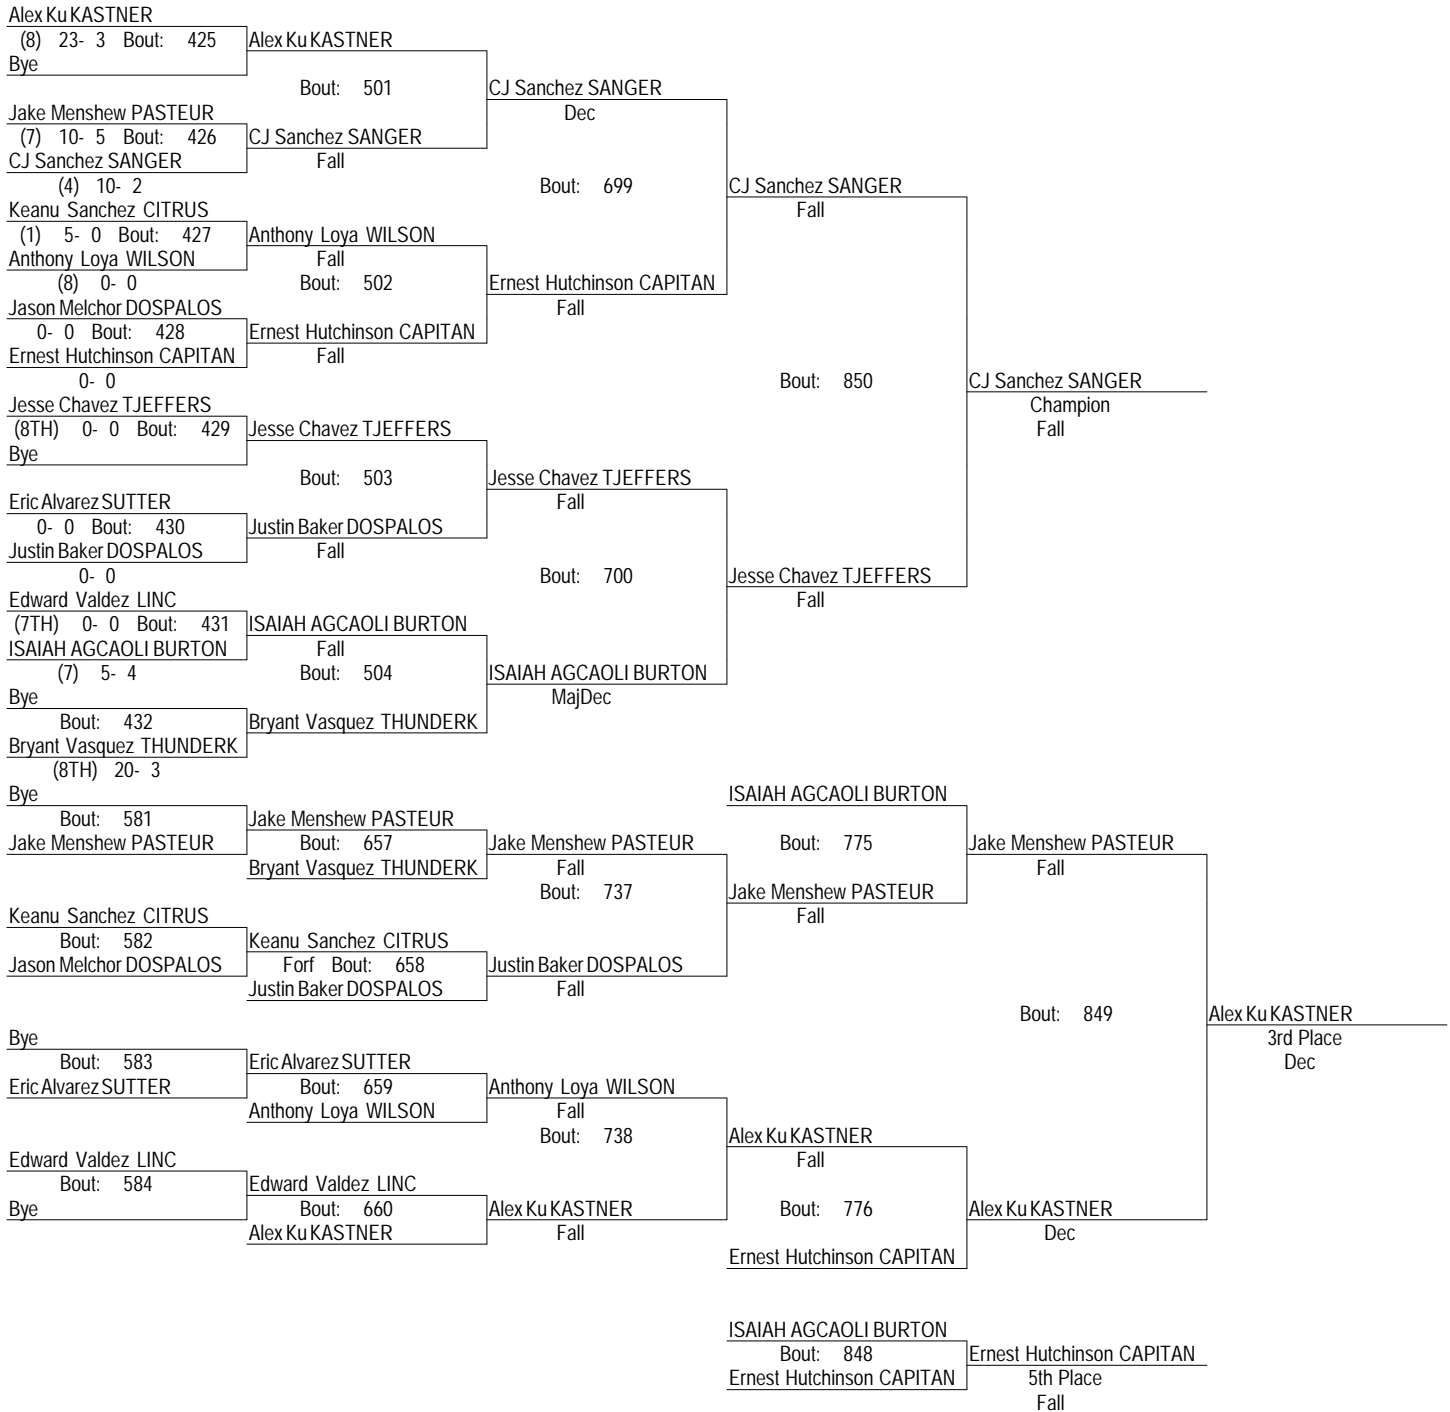 Alex Ku KASTNER
(8) 23- 3 Bout: 425
Alex Ku KASTNER
Bye
Bout: 501
CJ Sanchez SANGER
Jake Menshew PASTEUR
Dec
(7) 10- 5 Bout: 426
CJ Sanchez SANGER
CJ Sanchez SANGER
Fall
(4) 10- 2
Bout: 699
CJ Sanchez SANGER
Keanu Sanchez CITRUS
Fall
(1) 5- 0 Bout: 427
Anthony Loya WILSON
Anthony Loya WILSON
Fall
(8) 0- 0
Bout: 502
Ernest Hutchinson CAPITAN
Jason Melchor DOSPALOS
Fall
0- 0 Bout: 428
Ernest Hutchinson CAPITAN
Ernest Hutchinson CAPITAN
Fall
0- 0
Bout: 850
CJ Sanchez SANGER
Jesse Chavez TJEFFERS
Champion
(8TH) 0- 0 Bout: 429
Jesse Chavez TJEFFERS
Fall
Bye
Bout: 503
Jesse Chavez TJEFFERS
Eric Alvarez SUTTER
Fall
0- 0 Bout: 430
Justin Baker DOSPALOS
Justin Baker DOSPALOS
Fall
0- 0
Bout: 700
Jesse Chavez TJEFFERS
Edward Valdez LINC
Fall
(7TH) 0- 0 Bout: 431
ISAIAH AGCAOLI BURTON
ISAIAH AGCAOLI BURTON
Fall
(7) 5- 4
Bout: 504
ISAIAH AGCAOLI BURTON
Bye
MajDec
Bout: 432
Bryant Vasquez THUNDERK
Bryant Vasquez THUNDERK
(8TH) 20- 3
Bye
ISAIAH AGCAOLI BURTON
Bout: 581
Jake Menshew PASTEUR
Jake Menshew PASTEUR
Bout: 657
Jake Menshew PASTEUR
Bout: 775
Jake Menshew PASTEUR
Bryant Vasquez THUNDERK
Fall
Fall
Bout: 737
Jake Menshew PASTEUR
Keanu Sanchez CITRUS
Fall
Bout: 582
Keanu Sanchez CITRUS
Jason Melchor DOSPALOS
Forf Bout: 658
Justin Baker DOSPALOS
Justin Baker DOSPALOS
Fall
Bout: 849
Alex Ku KASTNER
Bye
3rd Place
Bout: 583
Eric Alvarez SUTTER
Dec
Eric Alvarez SUTTER
Bout: 659
Anthony Loya WILSON
Anthony Loya WILSON
Fall
Bout: 738
Alex Ku KASTNER
Edward Valdez LINC
Fall
Bout: 584
Edward Valdez LINC
Bye
Bout: 660
Alex Ku KASTNER
Bout: 776
Alex Ku KASTNER
Alex Ku KASTNER
Fall
Dec
Ernest Hutchinson CAPITAN
ISAIAH AGCAOLI BURTON
Bout: 848
Ernest Hutchinson CAPITAN
Ernest Hutchinson CAPITAN
5th Place
Fall